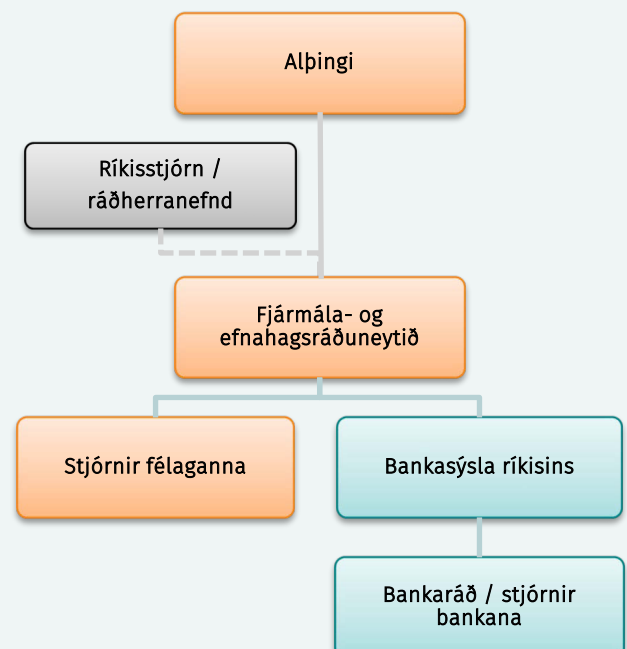 Alþingi
Ríkisstjórn /
ráðherranefnd
Fjármála- og
efnahagsráðuneytið
Stjórnir félaganna
Bankasýsla ríkisins
Bankaráð / stjórnir
bankana